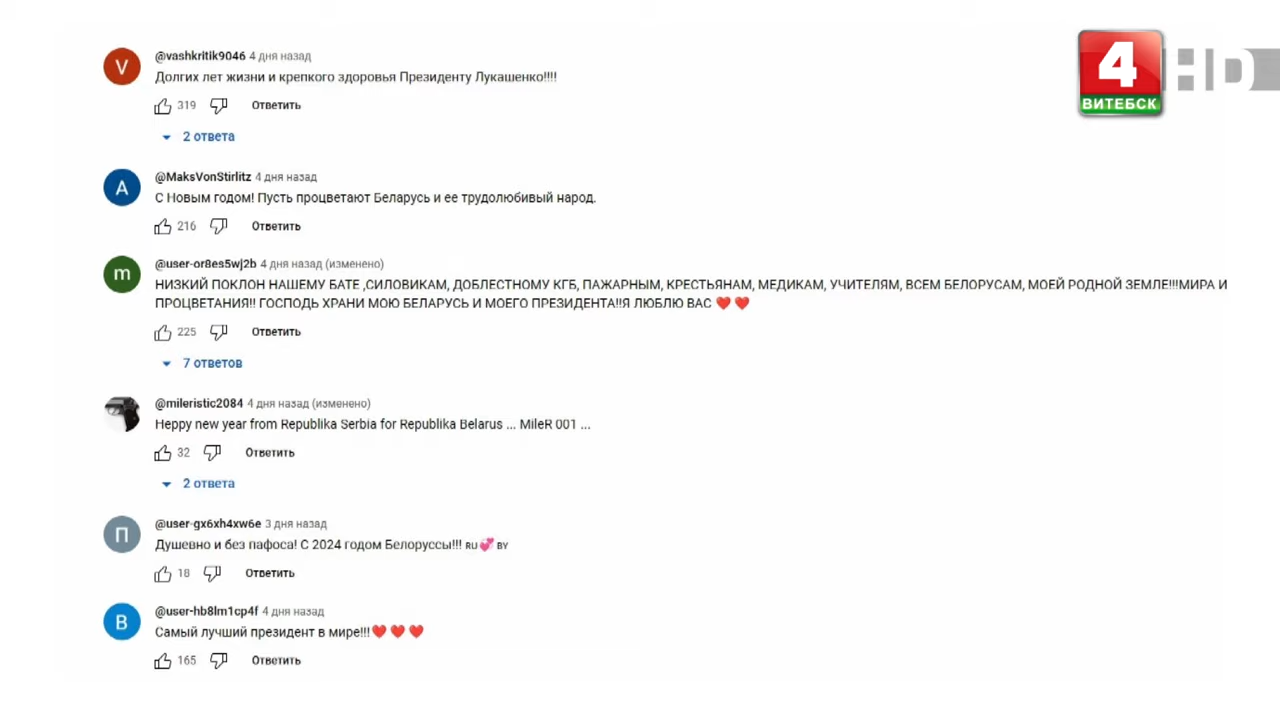 4 HD
ВИТЕБСК
V
@vashkritik9046 4 дня назад
Долгих лет жизни и крепкого здоровья Президенту Лукашенко!!!!
319 Ответить
2 ответа
A
@MaksVonStirlitz 4 дня назад
С Новым годом! Пусть процветают Беларусь и ее трудолюбивый народ.
216 Ответить
m
@user-or8es5wj2b 4 дня назад (изменено)
НИЗКИЙ ПОКЛОН НАШЕМУ БАТЕ ,СИЛОВИКАМ, ДОБЛЕСТНОМУ КГБ, ПАЖАРНЫМ, КРЕСТЬЯНАМ, МЕДИКАМ, УЧИТЕЛЯМ, ВСЕМ БЕЛОРУСАМ, МОЕЙ РОДНОЙ ЗЕМЛЕ!!!МИРА И
ПРОЦВЕТАНИЯ!! ГОСПОДЬ ХРАНИ МОЮ БЕЛАРУСЬ И МОЕГО ПРЕЗИДЕНТА!!Я ЛЮБЛЮ ВАС ❤️ ❤️
225 Ответить
7 ответов
@mileristic2084 4 дня назад (изменено)
Heppy new year from Republika Serbia for Republika Belarus ... MileR 001 ...
32 Ответить
2 ответа
П
@user-gx6xh4xw6e 3 дня назад
Душевно и без пафоса! С 2024 годом Белоруссы!!! RU💞BY
18 Ответить
B
@user-hb8lm1cp4f 4 дня назад
Самый лучший президент в мире!!!❤️ ❤️ ❤️
165 Ответить